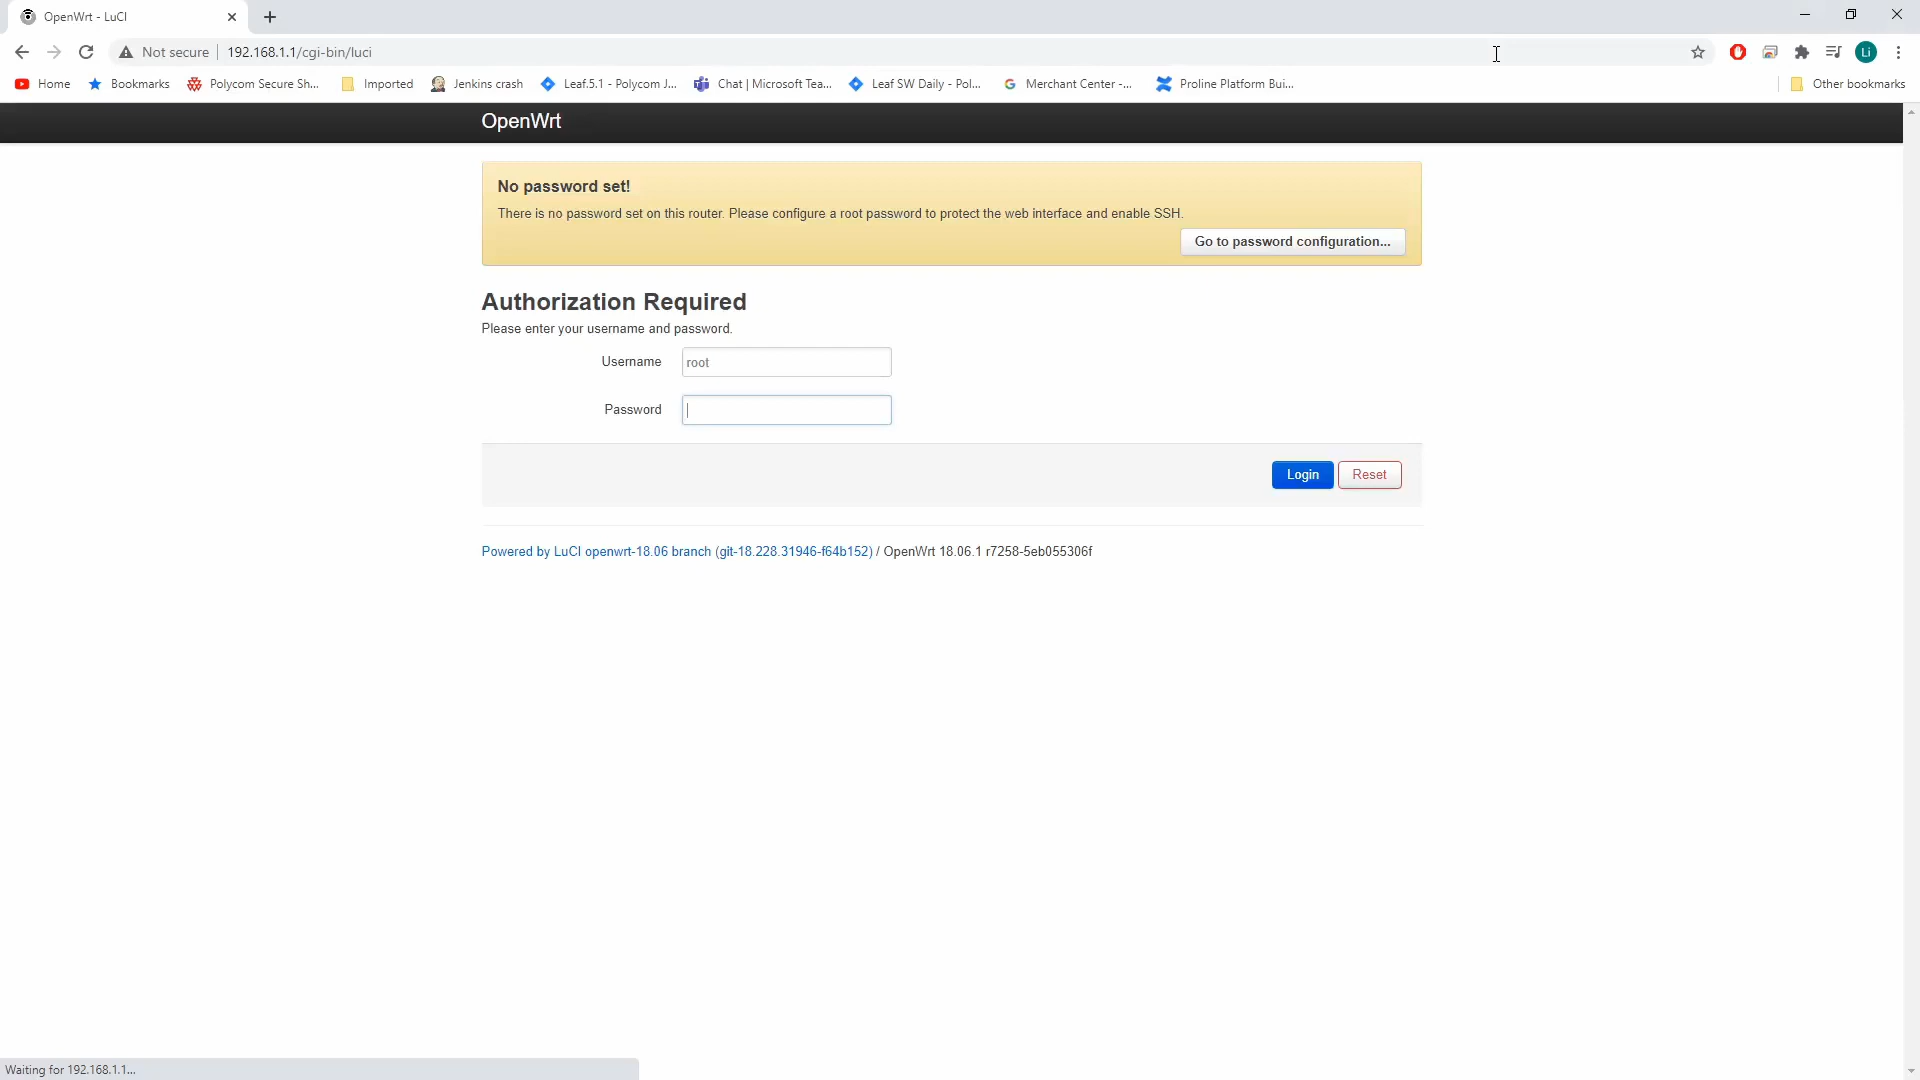 OpenWrt - LuCI
Not secure 192.168.1.1/cgi-bin/luci
Li
Home Bookmarks Polycom Secure Sh... Imported Jenkins crash Leaf.5.1 - Polycom J... Chat | Microsoft Tea... Leaf SW Daily - Pol... Merchant Center -... Proline Platform Bui... Other bookmarks
OpenWrt
No password set!
There is no password set on this router. Please configure a root password to protect the web interface and enable SSH.
Go to password configuration...
Authorization Required
Please enter your username and password.
Username root
Password
Login Reset
Powered by LuCI openwrt-18.06 branch (git-18.228.31946-f64b152) / OpenWrt 18.06.1 r7258-5eb055306f
Waiting for 192.168.1.1...